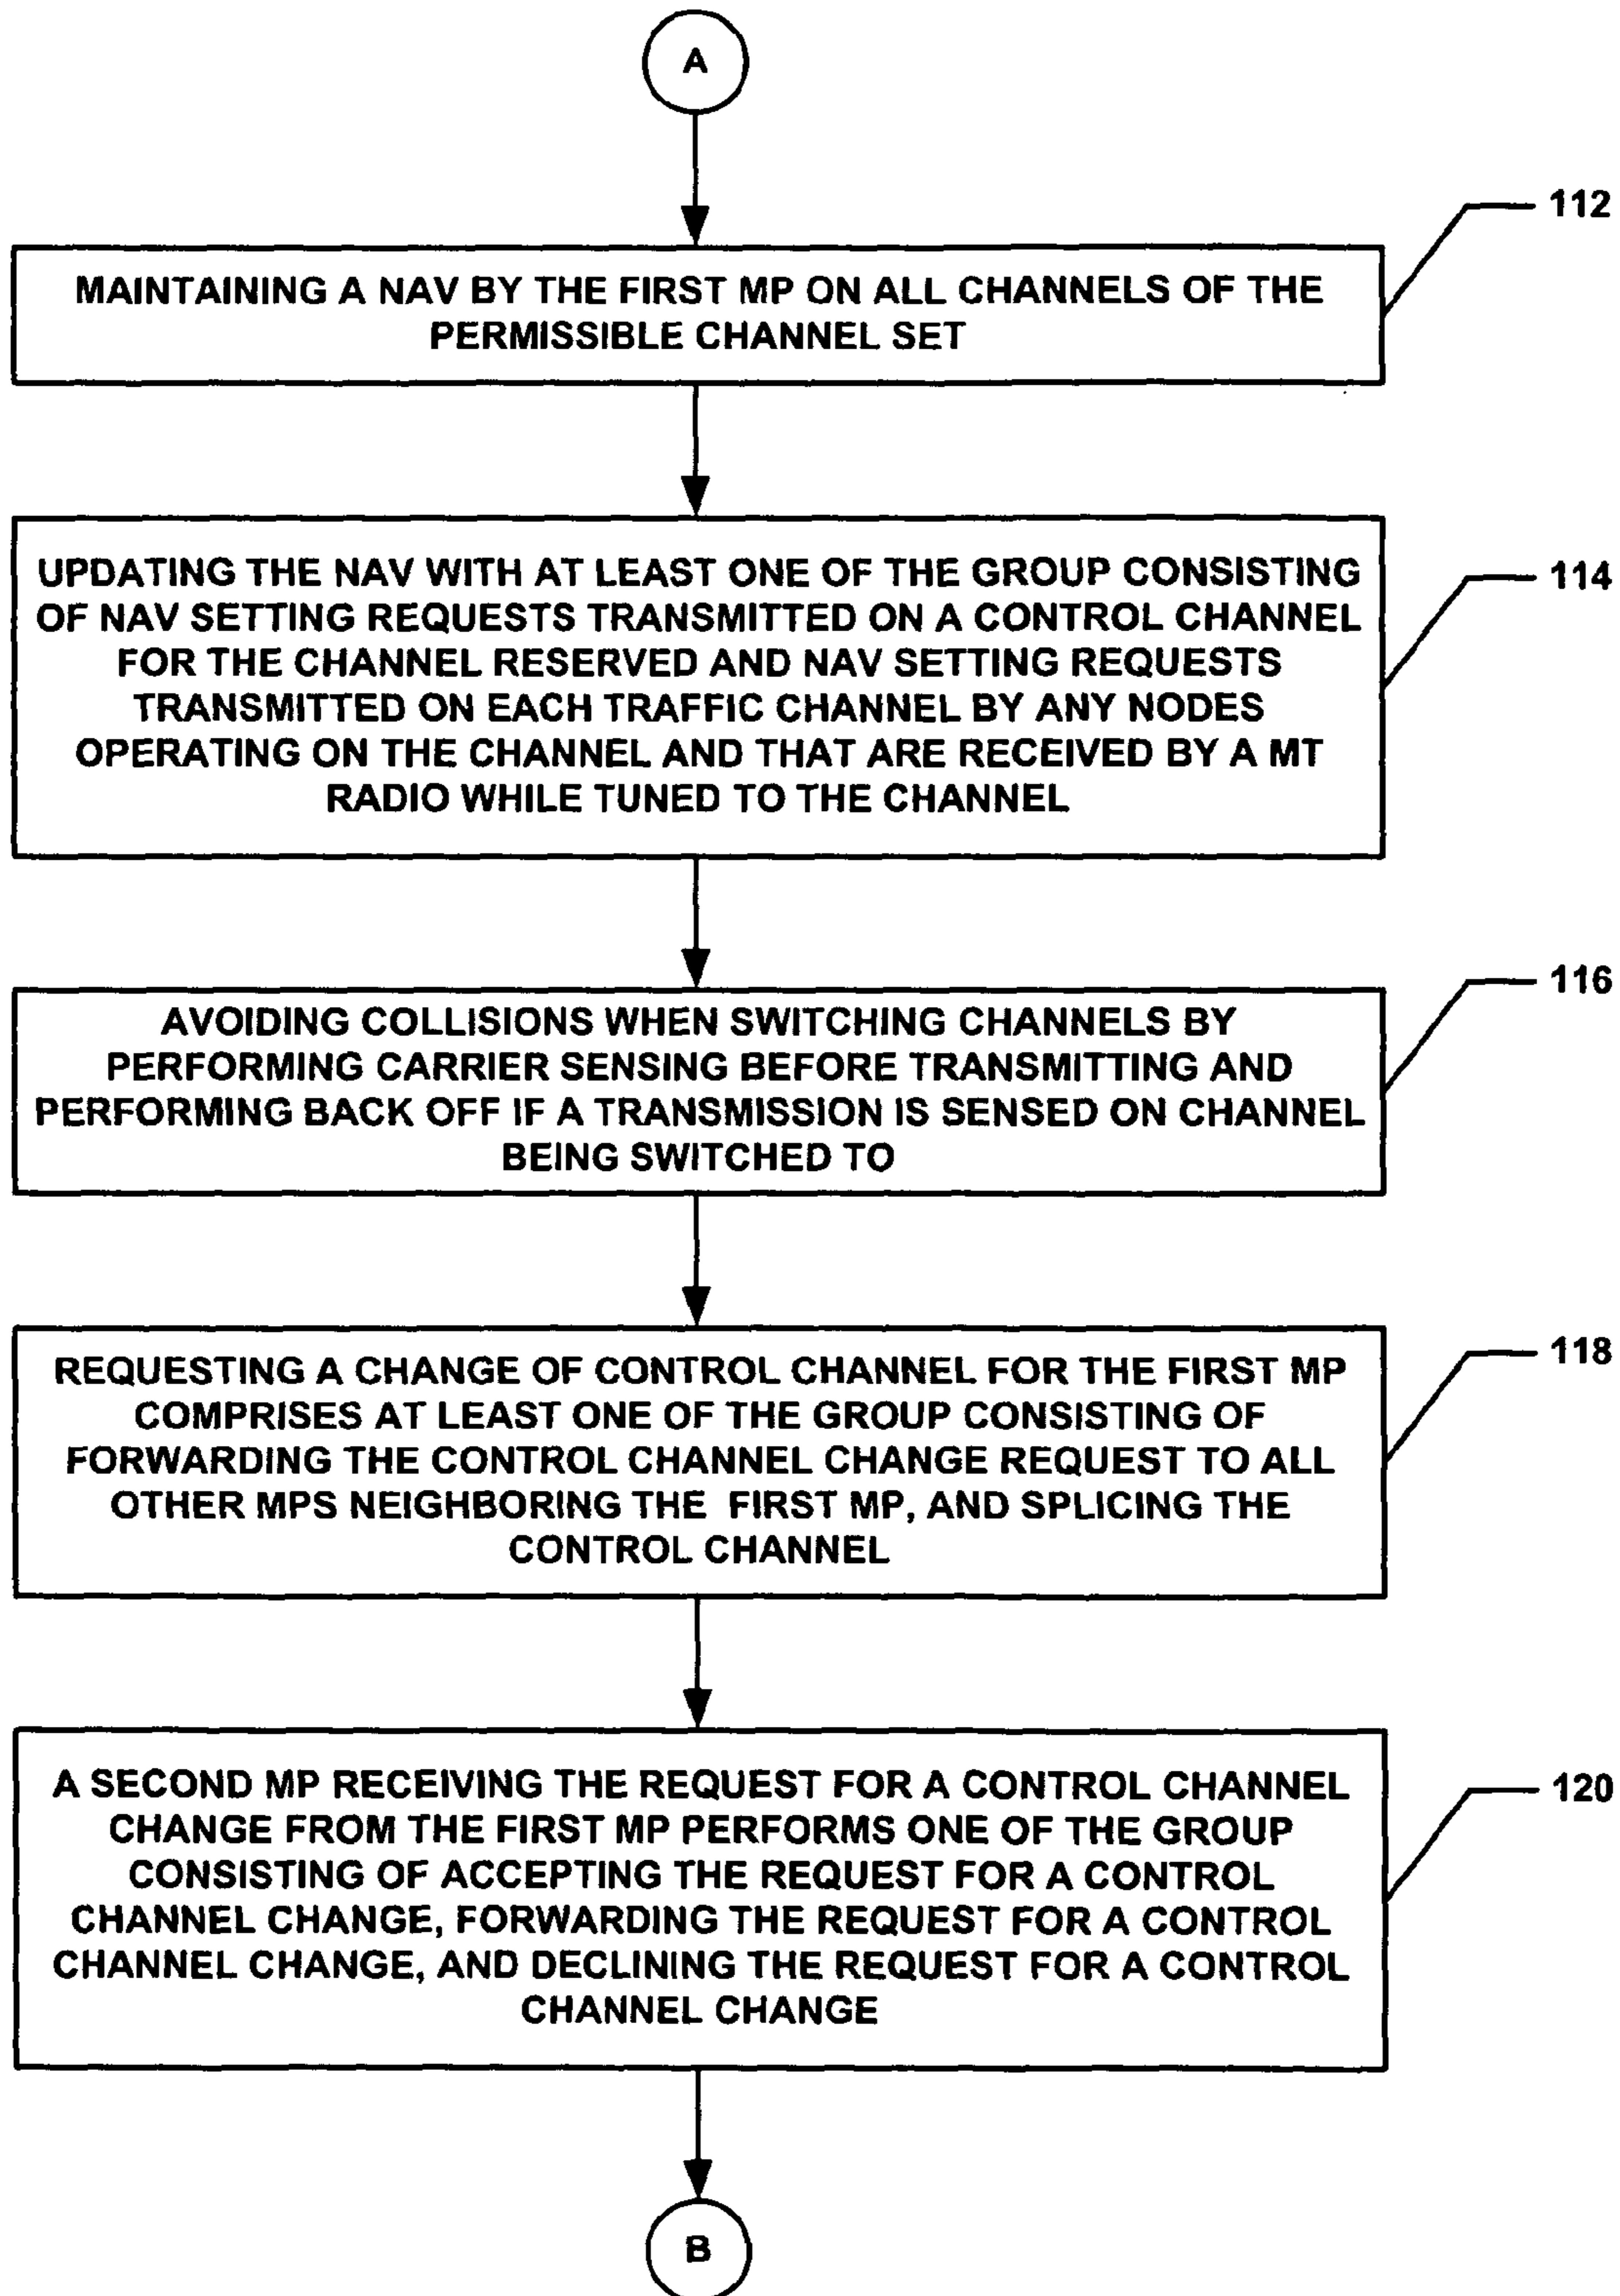 A
112
MAINTAINING A NAV BY THE FIRST MP ON ALL CHANNELS OF THE
PERMISSIBLE CHANNEL SET
114
UPDATING THE NAV WITH AT LEAST ONE OF THE GROUP CONSISTING
OF NAV SETTING REQUESTS TRANSMITTED ON A CONTROL CHANNEL
FOR THE CHANNEL RESERVED AND NAV SETTING REQUESTS
TRANSMITTED ON EACH TRAFFIC CHANNEL BY ANY NODES
OPERATING ON THE CHANNEL AND THAT ARE RECEIVED BY A MT
RADIO WHILE TUNED TO THE CHANNEL
116
AVOIDING COLLISIONS WHEN SWITCHING CHANNELS BY
PERFORMING CARRIER SENSING BEFORE TRANSMITTING AND
PERFORMING BACK OFF IF A TRANSMISSION IS SENSED ON CHANNEL
BEING SWITCHED TO
118
REQUESTING A CHANGE OF CONTROL CHANNEL FOR THE FIRST MP
COMPRISES AT LEAST ONE OF THE GROUP CONSISTING OF
FORWARDING THE CONTROL CHANNEL CHANGE REQUEST TO ALL
OTHER MPS NEIGHBORING THE FIRST MP, AND SPLICING THE
CONTROL CHANNEL
120
A SECOND MP RECEIVING THE REQUEST FOR A CONTROL CHANNEL
CHANGE FROM THE FIRST MP PERFORMS ONE OF THE GROUP
CONSISTING OF ACCEPTING THE REQUEST FOR A CONTROL
CHANNEL CHANGE, FORWARDING THE REQUEST FOR A CONTROL
CHANNEL CHANGE, AND DECLINING THE REQUEST FOR A CONTROL
CHANNEL CHANGE
B